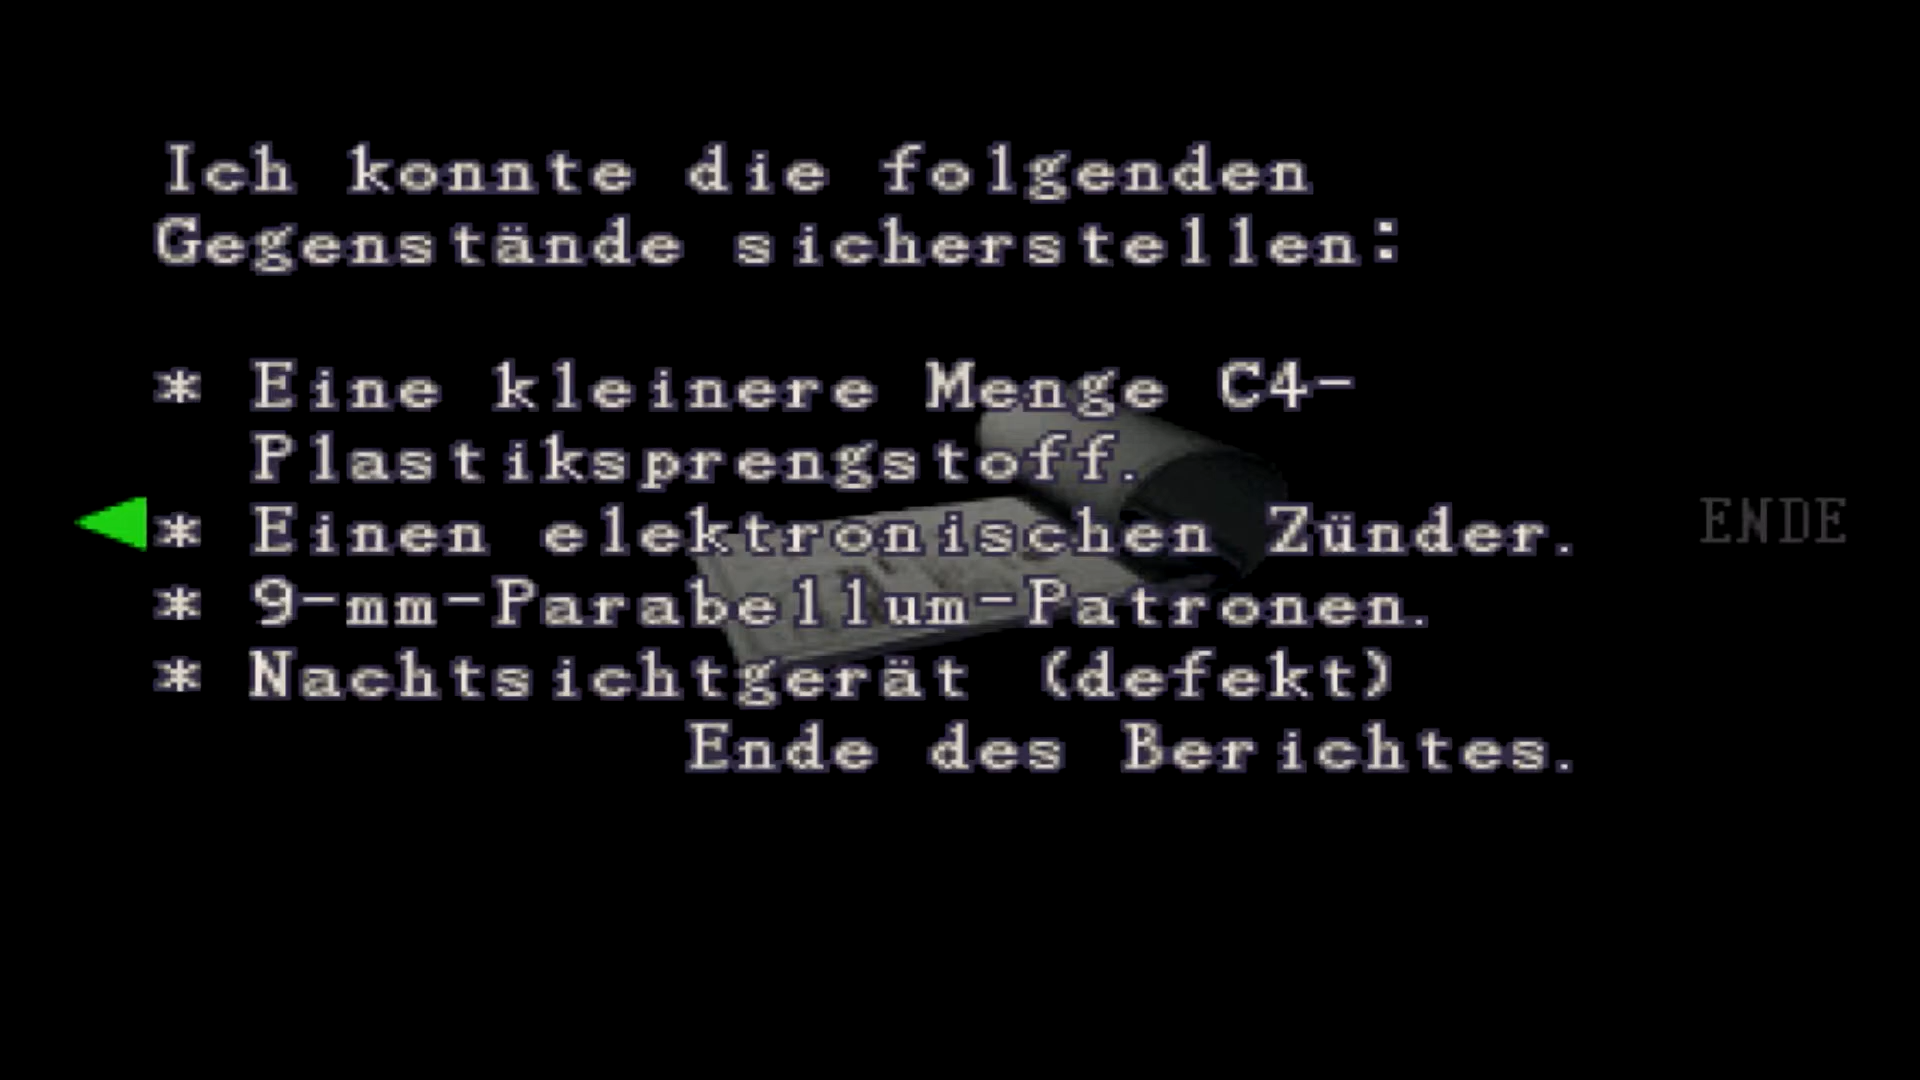 Ich konnte die folgenden
Gegenstände sicherstellen:
* Eine kleinere Menge C4-
Plastiksprengstoff.
* Einen elektronischen Zünder.
ENDE
* 9-mm-Parabellum-Patronen.
* Nachtsichtgerät (defekt)
Ende des Berichtes.